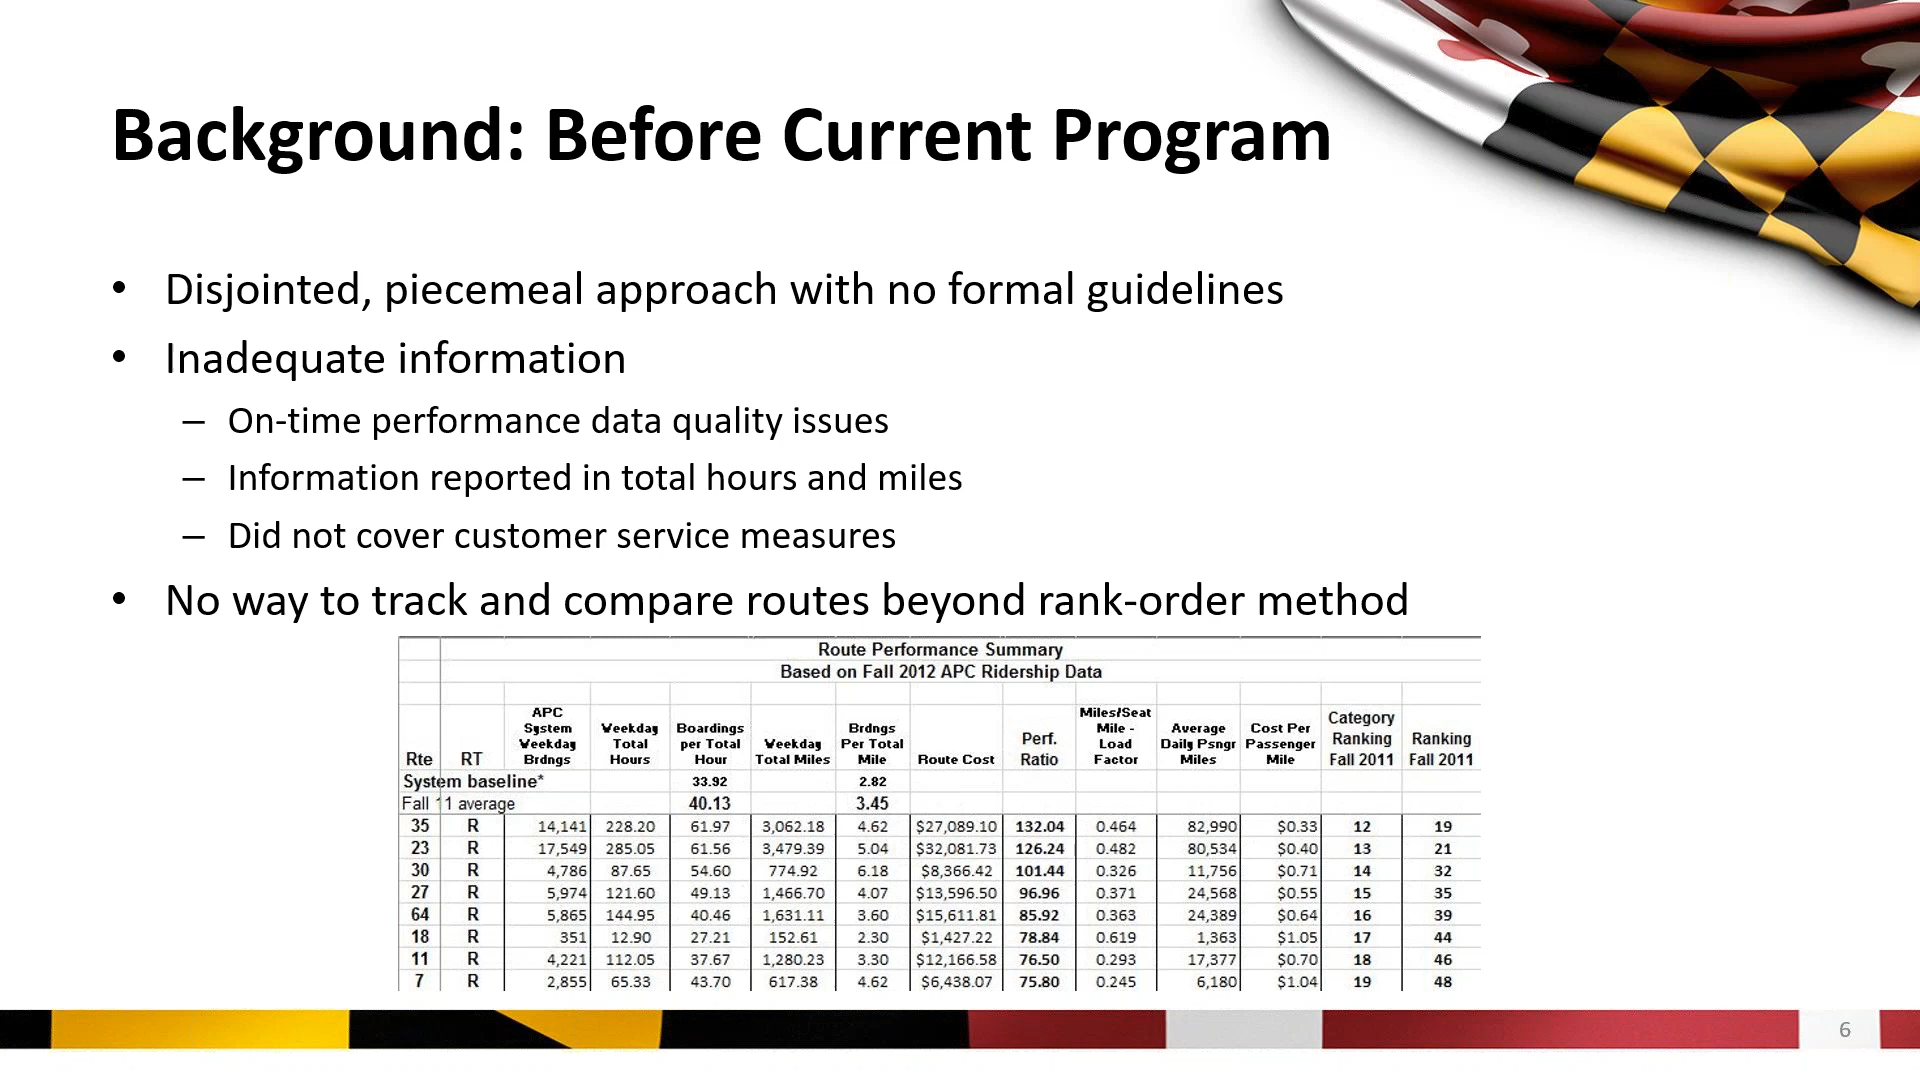 Background: Before Current Program
• Disjointed, piecemeal approach with no formal guidelines
• Inadequate information
– On-time performance data quality issues
– Information reported in total hours and miles
– Did not cover customer service measures
• No way to track and compare routes beyond rank-order method
Route Performance Summary
Based on Fall 2012 APC Ridership Data
Rte RT APC System Weekday Brdngs Weekday Total Hours Boardings per Total Hour Weekday Total Miles Brdngs Per Total Mile Route Cost Perf. Ratio Miles/Seat Mile - Load Factor Average Daily Psngr Miles Cost Per Passenger Mile Category Ranking Fall 2011 Ranking Fall 2011
System baseline* 33.92 2.82
Fall 11 average 40.13 3.45
35 R 14,141 228.20 61.97 3,062.18 4.62 $27,089.10 132.04 0.464 82,990 $0.33 12 19
23 R 17,549 285.05 61.56 3,479.39 5.04 $32,081.73 126.24 0.482 80,534 $0.40 13 21
30 R 4,786 87.65 54.60 774.92 6.18 $8,366.42 101.44 0.326 11,756 $0.71 14 32
27 R 5,974 121.60 49.13 1,466.70 4.07 $13,596.50 96.96 0.371 24,568 $0.55 15 35
64 R 5,865 144.95 40.46 1,631.11 3.60 $15,611.81 85.92 0.363 24,389 $0.64 16 39
18 R 351 12.90 27.21 152.61 2.30 $1,427.22 78.84 0.619 1,363 $1.05 17 44
11 R 4,221 112.05 37.67 1,280.23 3.30 $12,166.58 76.50 0.293 17,377 $0.70 18 46
7 R 2,855 65.33 43.70 617.38 4.62 $6,438.07 75.80 0.245 6,180 $1.04 19 48
6